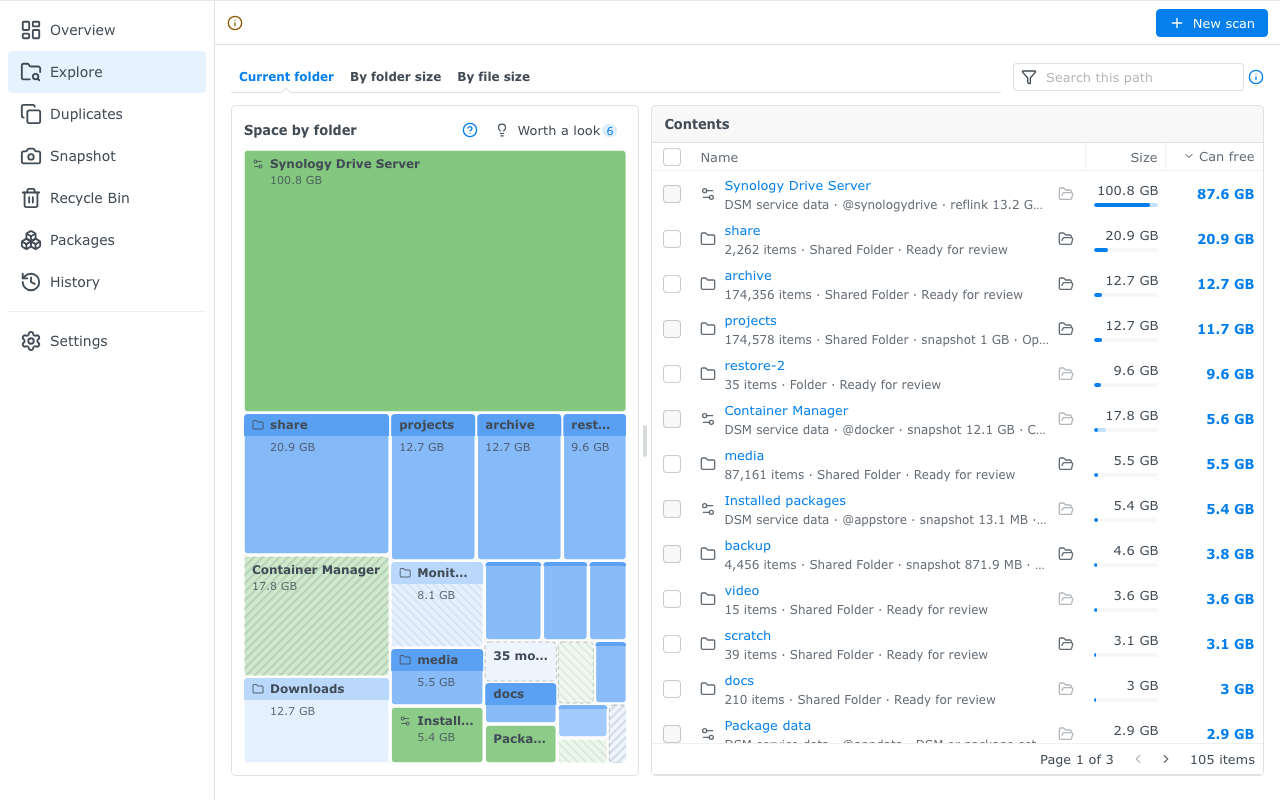 Overview
Explore
Duplicates
Snapshot
Recycle Bin
Packages
History
Settings
New scan
Current folder
By folder size
By file size
Search this path
Space by folder
Worth a look 6
Synology Drive Server
100.8 GB
share
20.9 GB
projects
12.7 GB
archive
12.7 GB
rest...
9.6 GB
Container Manager
17.8 GB
Monit...
8.1 GB
35 mo...
media
5.5 GB
docs
Downloads
12.7 GB
Install...
5.4 GB
Packa...
Contents
Name Size Can free
Synology Drive Server 100.8 GB 87.6 GB
DSM service data · @synologydrive · reflink 13.2 G...
share 20.9 GB 20.9 GB
2,262 items · Shared Folder · Ready for review
archive 12.7 GB 12.7 GB
174,356 items · Shared Folder · Ready for review
projects 12.7 GB 11.7 GB
174,578 items · Shared Folder · snapshot 1 GB · Op...
restore-2 9.6 GB 9.6 GB
35 items · Folder · Ready for review
Container Manager 17.8 GB 5.6 GB
DSM service data · @docker · snapshot 12.1 GB · C...
media 5.5 GB 5.5 GB
87,161 items · Shared Folder · Ready for review
Installed packages 5.4 GB 5.4 GB
DSM service data · @appstore · snapshot 13.1 MB ·...
backup 4.6 GB 3.8 GB
4,456 items · Shared Folder · snapshot 871.9 MB · ...
video 3.6 GB 3.6 GB
15 items · Shared Folder · Ready for review
scratch 3.1 GB 3.1 GB
39 items · Shared Folder · Ready for review
docs 3 GB 3 GB
210 items · Shared Folder · Ready for review
Package data 2.9 GB 2.9 GB
Page 1 of 3
105 items